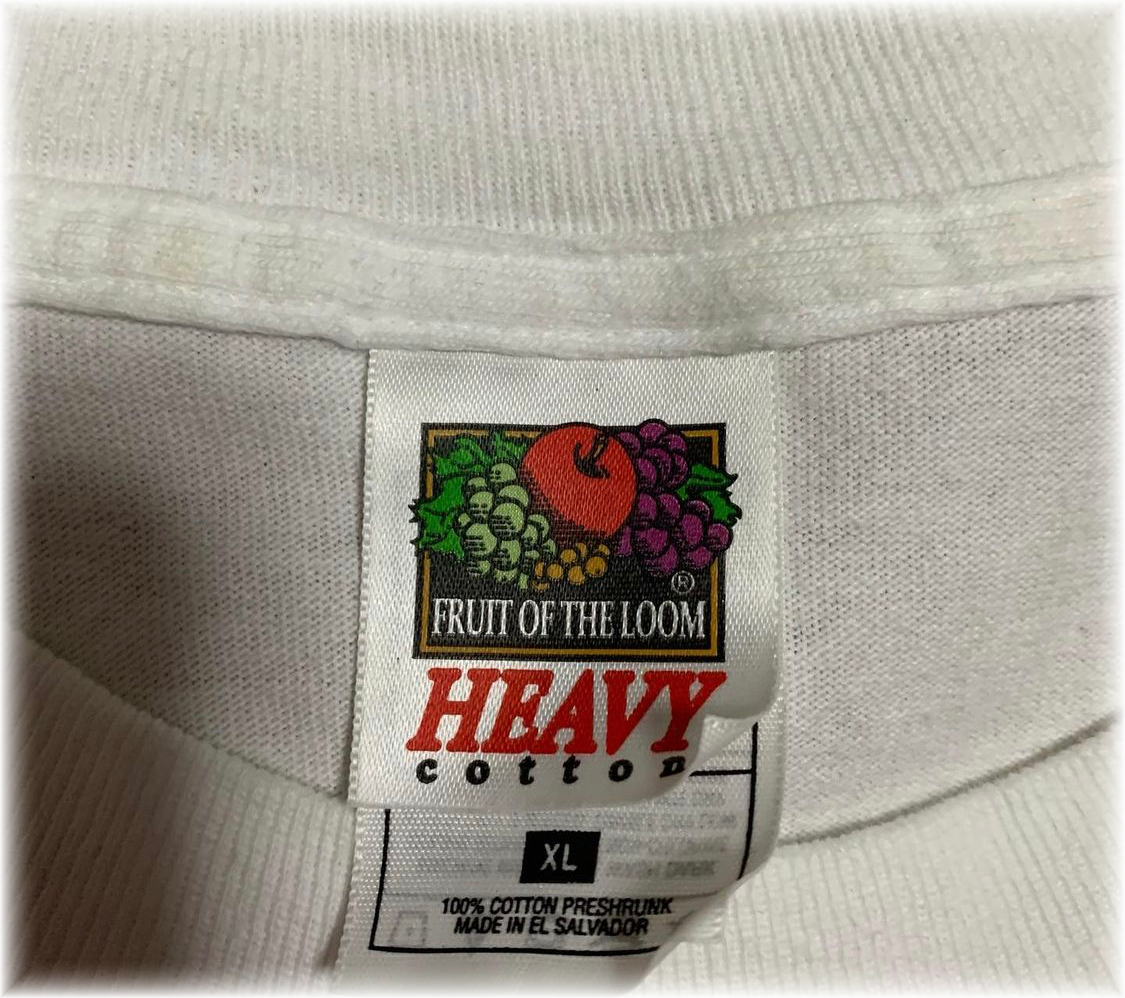 ®
FRUIT OF THE LOOM
HEAVY
cotton
XL
100% COTTON PRESHRUNK
MADE IN EL SALVADOR